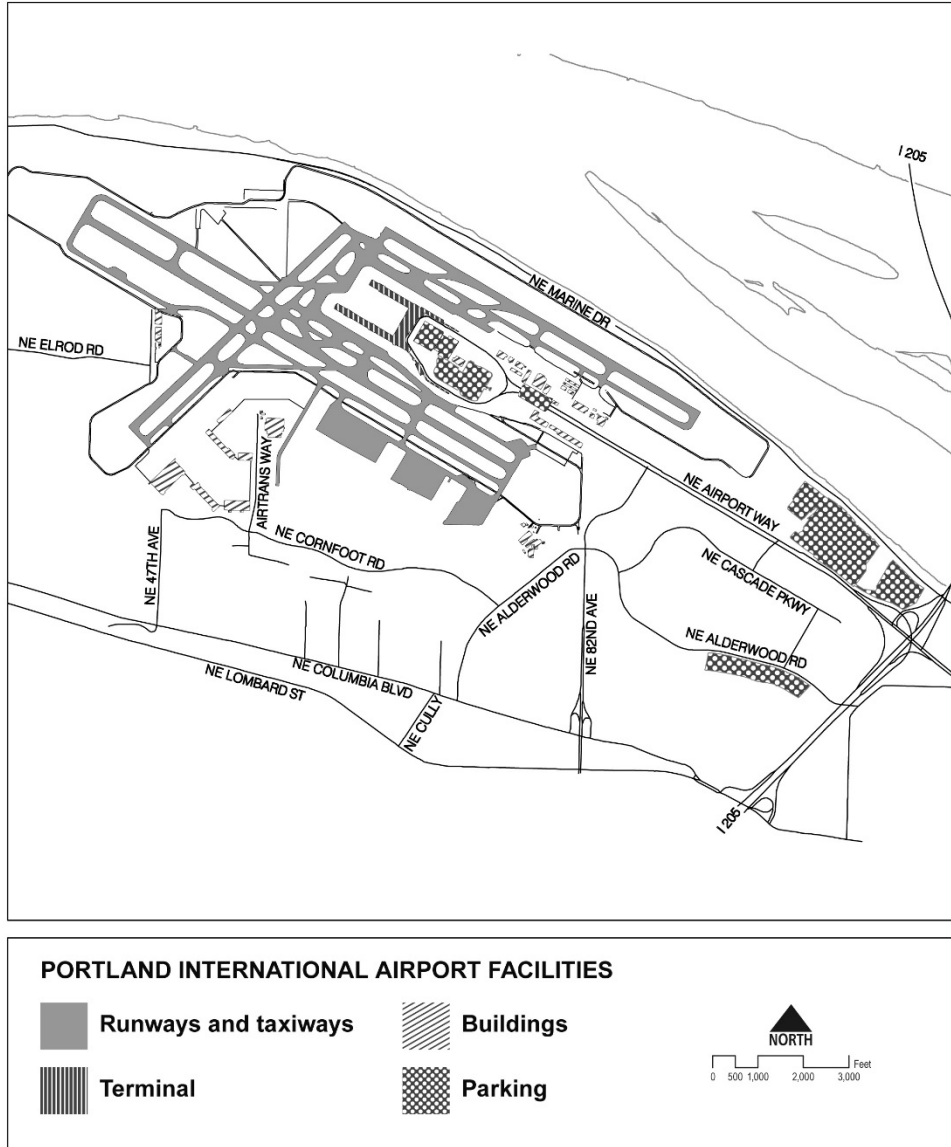 I 205
NE MARINE DR
NE ELROD RD
AIRTRANS WAY
NE AIRPORT WAY
NE CORNFOOT RD
NE 47TH AVE
NE CASCADE PKWY
NE ALDERWOOD RD
NE 82ND AVE
NE ALDERWOOD RD
NE COLUMBIA BLVD
NE LOMBARD ST
NE CULLY
I 205
PORTLAND INTERNATIONAL AIRPORT FACILITIES
Runways and taxiways
Buildings
Terminal
Parking
NORTH
Feet
0 500 1,000 2,000 3,000